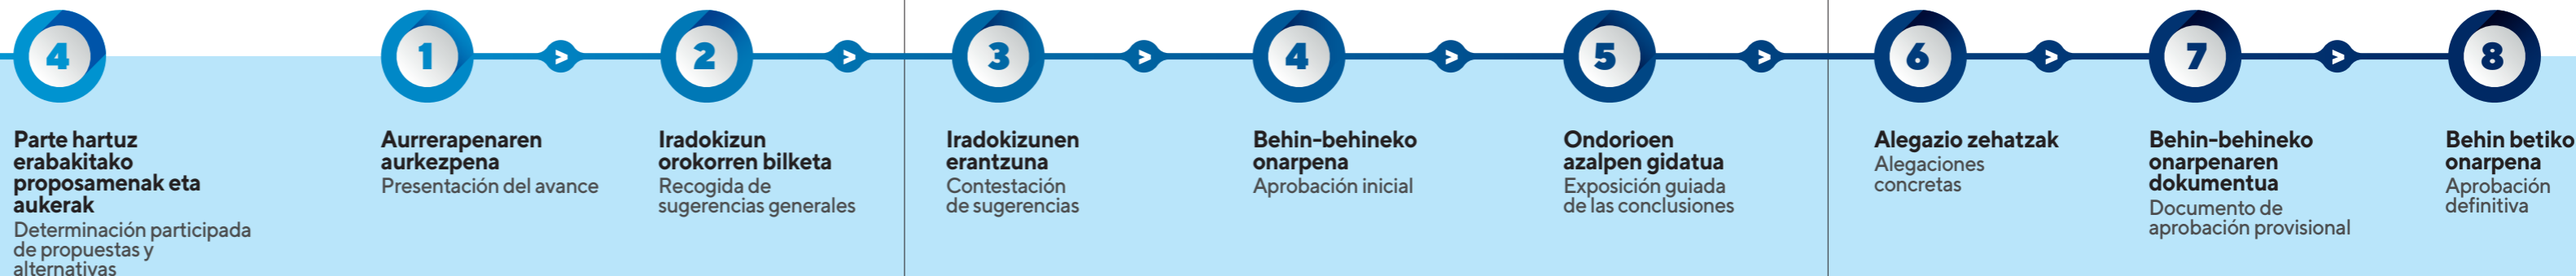 4
Parte hartuz
erabakitako
proposamenak eta
aukerak
Determinación participada
de propuestas y
alternativas
1
Aurrerapenaren
aurkezpena
Presentación del avance
>
2
Iradokizun
orokorren bilketa
Recogida de
sugerencias generales
>
3
Iradokizunen
erantzuna
Contestación
de sugerencias
>
4
Behin-behineko
onarpena
Aprobación inicial
>
5
Ondorioen
azalpen gidatua
Exposición guiada
de las conclusiones
>
6
Alegazio zehatzak
Alegaciones
concretas
>
7
Behin-behineko
onarpenaren
dokumentua
Documento de
aprobación provisional
>
8
Behin betiko
onarpena
Aprobación
definitiva